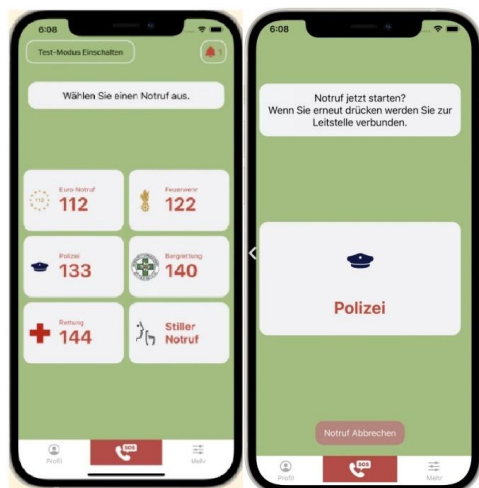 6:08
Test-Modus Einschalten
1
Wählen Sie einen Notruf aus.
Euro-Notruf
112
Feuerwehr
122
Polizei
133
Bergrettung
140
Rettung
144
Stiller
Notruf
SOS
Profil
Mehr
6:08
Notruf jetzt starten?
Wenn Sie erneut drücken werden Sie zur
Leitstelle verbunden.
Polizei
Notruf Abbrechen
SOS
Profil
Mehr